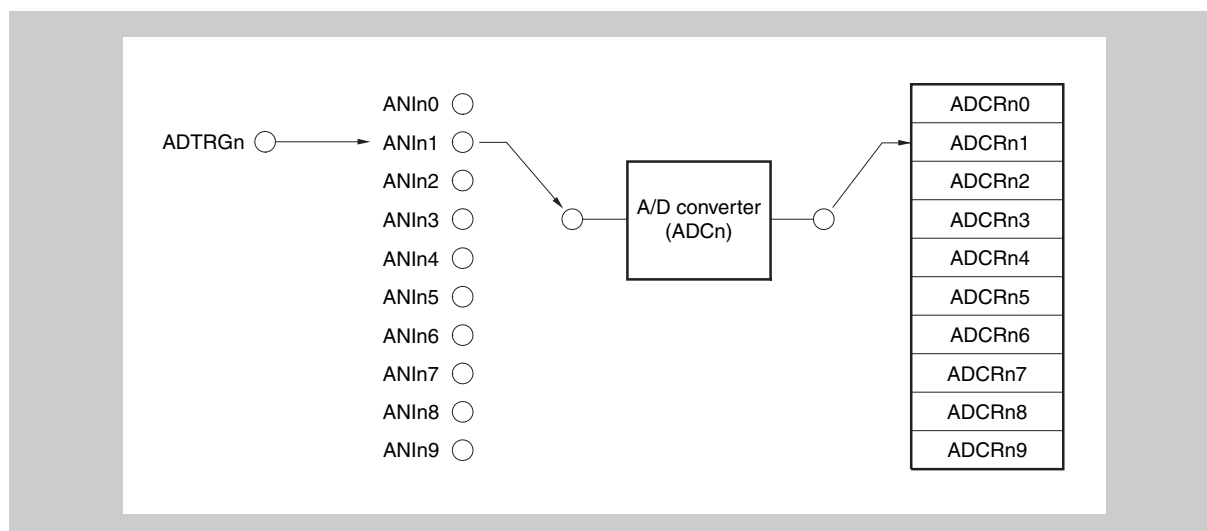 ADTRGn
ANIn0
ANIn1
ANIn2
ANIn3
ANIn4
ANIn5
ANIn6
ANIn7
ANIn8
ANIn9
A/D converter
(ADCn)
ADCRn0
ADCRn1
ADCRn2
ADCRn3
ADCRn4
ADCRn5
ADCRn6
ADCRn7
ADCRn8
ADCRn9